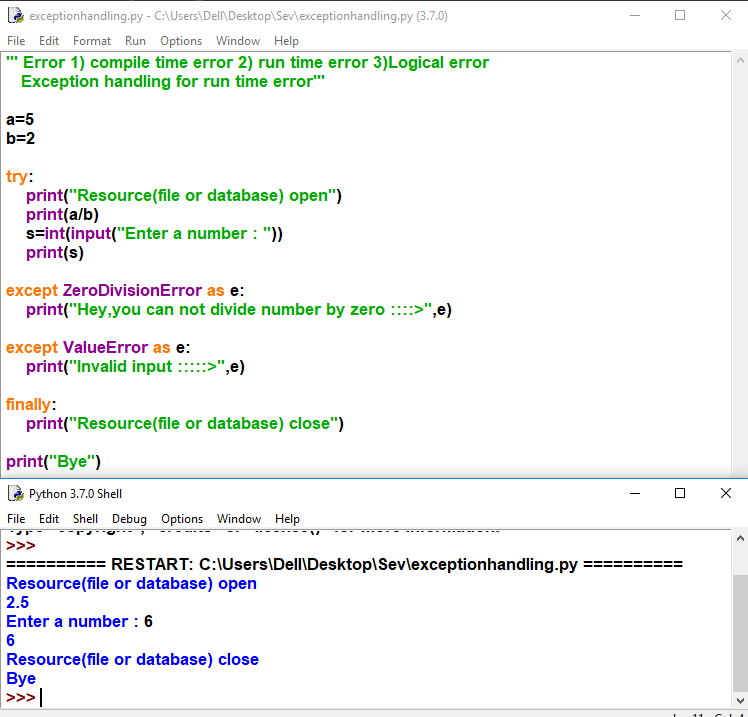 exceptionhandling.py - C:\Users\Dell\Desktop\Sev\exceptionhandling.py (3.7.0)
File Edit Format Run Options Window Help
''' Error 1) compile time error 2) run time error 3)Logical error
Exception handling for run time error'''
a=5
b=2
try:
print("Resource(file or database) open")
print(a/b)
s=int(input("Enter a number : "))
print(s)
except ZeroDivisionError as e:
print("Hey,you can not divide number by zero ::::>",e)
except ValueError as e:
print("Invalid input :::::>",e)
finally:
print("Resource(file or database) close")
print("Bye")
Python 3.7.0 Shell
File Edit Shell Debug Options Window Help
>>>
========== RESTART: C:\Users\Dell\Desktop\Sev\exceptionhandling.py ==========
Resource(file or database) open
2.5
Enter a number : 6
6
Resource(file or database) close
Bye
>>>